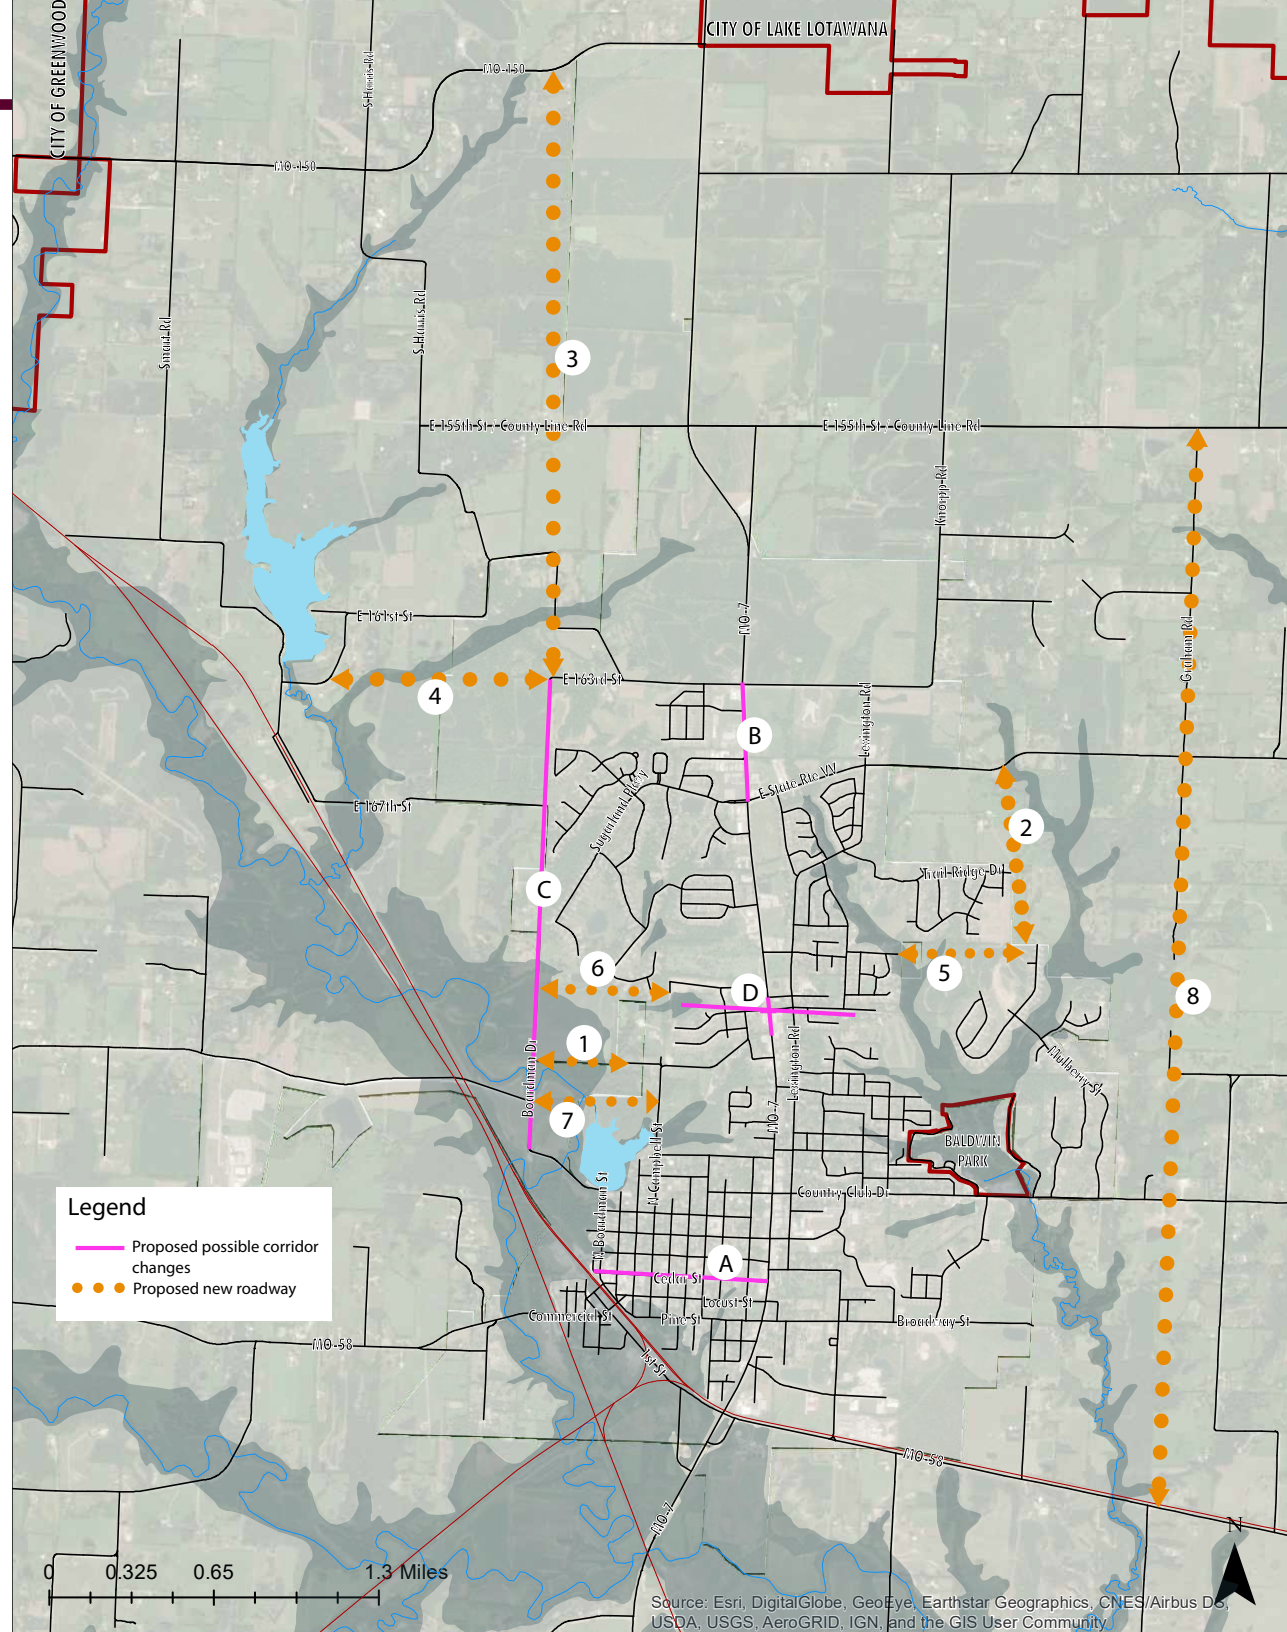 CITY OF GREENWOOD
CITY OF LAKE LOTAWANA
MO-150
S Harris Rd
MO-150
Smart Rd
S Harris Rd
3
E 155th St / County Line Rd
E 155th St / County Line Rd
Knorpp Rd
E 161st St
MO-7
Graham Rd
E 163rd St
4
Lexington Rd
B
E State Rte VV
E 167th St
Sugarland Pkwy
2
Trail Ridge Dr
C
6
5
D
8
1
Boardman Dr
Lexington Rd
Mulberry St
7
MO-7
BALDWIN
PARK
N Campbell St
N Boardman St
Country Club Dr
Legend
Proposed possible corridor
changes
Proposed new roadway
A
Cedar St
Locust St
Commercial St
Pine St
Broadway St
MO-58
1st St
MO-58
MO-7
N
0 0.325 0.65 1.3 Miles
Source: Esri, DigitalGlobe, GeoEye, Earthstar Geographics, CNES/Airbus DS,
USDA, USGS, AeroGRID, IGN, and the GIS User Community